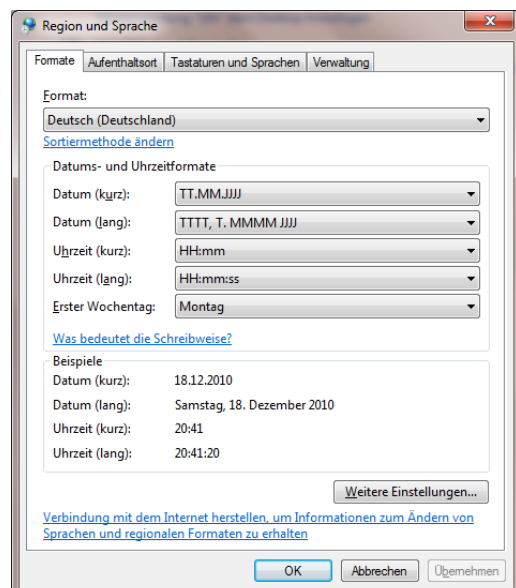 Region und Sprache
Formate Aufenthaltsort Tastaturen und Sprachen Verwaltung
Format:
Deutsch (Deutschland)
Sortiermethode ändern
Datums- und Uhrzeitformate
Datum (kurz): TT.MM.JJJJ
Datum (lang): TTTT, T. MMMM JJJJ
Uhrzeit (kurz): HH:mm
Uhrzeit (lang): HH:mm:ss
Erster Wochentag: Montag
Was bedeutet die Schreibweise?
Beispiele
Datum (kurz): 18.12.2010
Datum (lang): Samstag, 18. Dezember 2010
Uhrzeit (kurz): 20:41
Uhrzeit (lang): 20:41:20
Weitere Einstellungen...
Verbindung mit dem Internet herstellen, um Informationen zum Ändern von
Sprachen und regionalen Formaten zu erhalten
OK Abbrechen Übernehmen